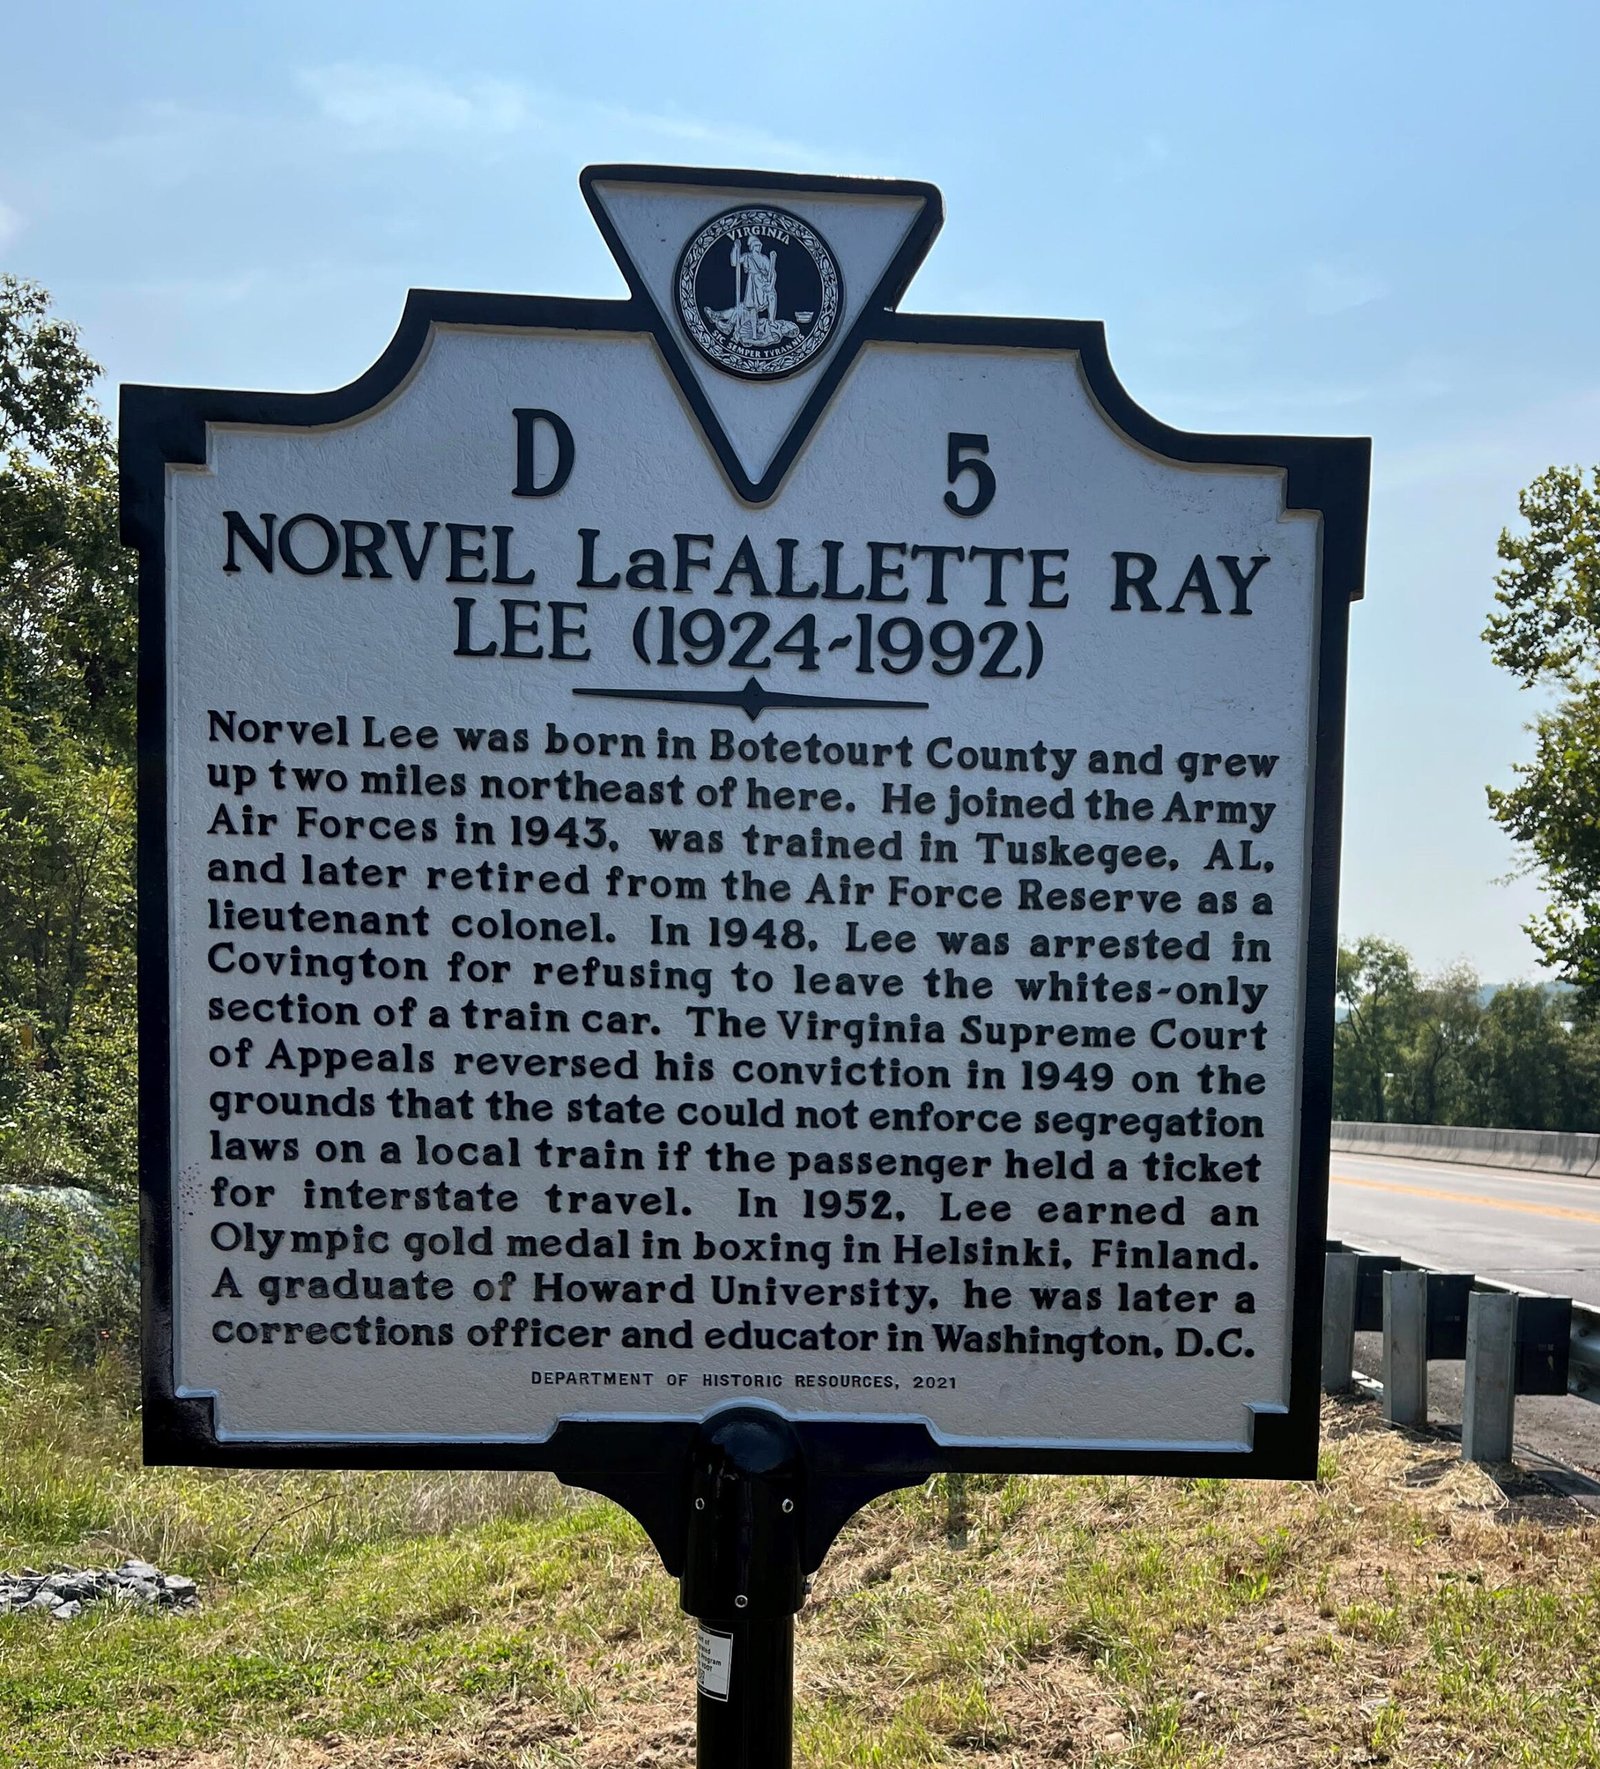 VIRGINIA
SIC SEMPER TYRANNIS
D 5
NORVEL LaFALLETTE RAY
LEE (1924-1992)
Norvel Lee was born in Botetourt County and grew
up two miles northeast of here. He joined the Army
Air Forces in 1943, was trained in Tuskegee, AL,
and later retired from the Air Force Reserve as a
lieutenant colonel. In 1948, Lee was arrested in
Covington for refusing to leave the whites-only
section of a train car. The Virginia Supreme Court
of Appeals reversed his conviction in 1949 on the
grounds that the state could not enforce segregation
laws on a local train if the passenger held a ticket
for interstate travel. In 1952, Lee earned an
Olympic gold medal in boxing in Helsinki, Finland.
A graduate of Howard University, he was later a
corrections officer and educator in Washington, D.C.
DEPARTMENT OF HISTORIC RESOURCES, 2021
Program